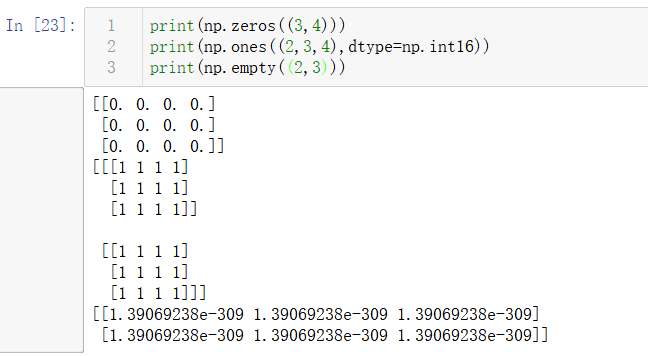 In [23]:
1 print(np.zeros((3,4)))
2 print(np.ones((2,3,4),dtype=np.int16))
3 print(np.empty((2,3)))
[[0. 0. 0. 0.]
 [0. 0. 0. 0.]
 [0. 0. 0. 0.]]
[[[1 1 1 1]
  [1 1 1 1]
  [1 1 1 1]]

 [[1 1 1 1]
  [1 1 1 1]
  [1 1 1 1]]]
[[1.39069238e-309 1.39069238e-309 1.39069238e-309]
 [1.39069238e-309 1.39069238e-309 1.39069238e-309]]